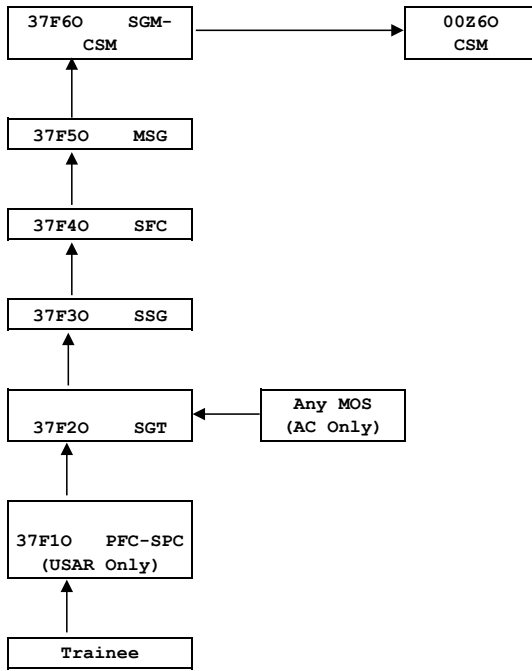 37F6O SGM-
CSM
00Z6O
CSM
37F5O MSG
37F4O SFC
37F3O SSG
37F2O SGT
Any MOS
(AC Only)
37F1O PFC-SPC
(USAR Only)
Trainee